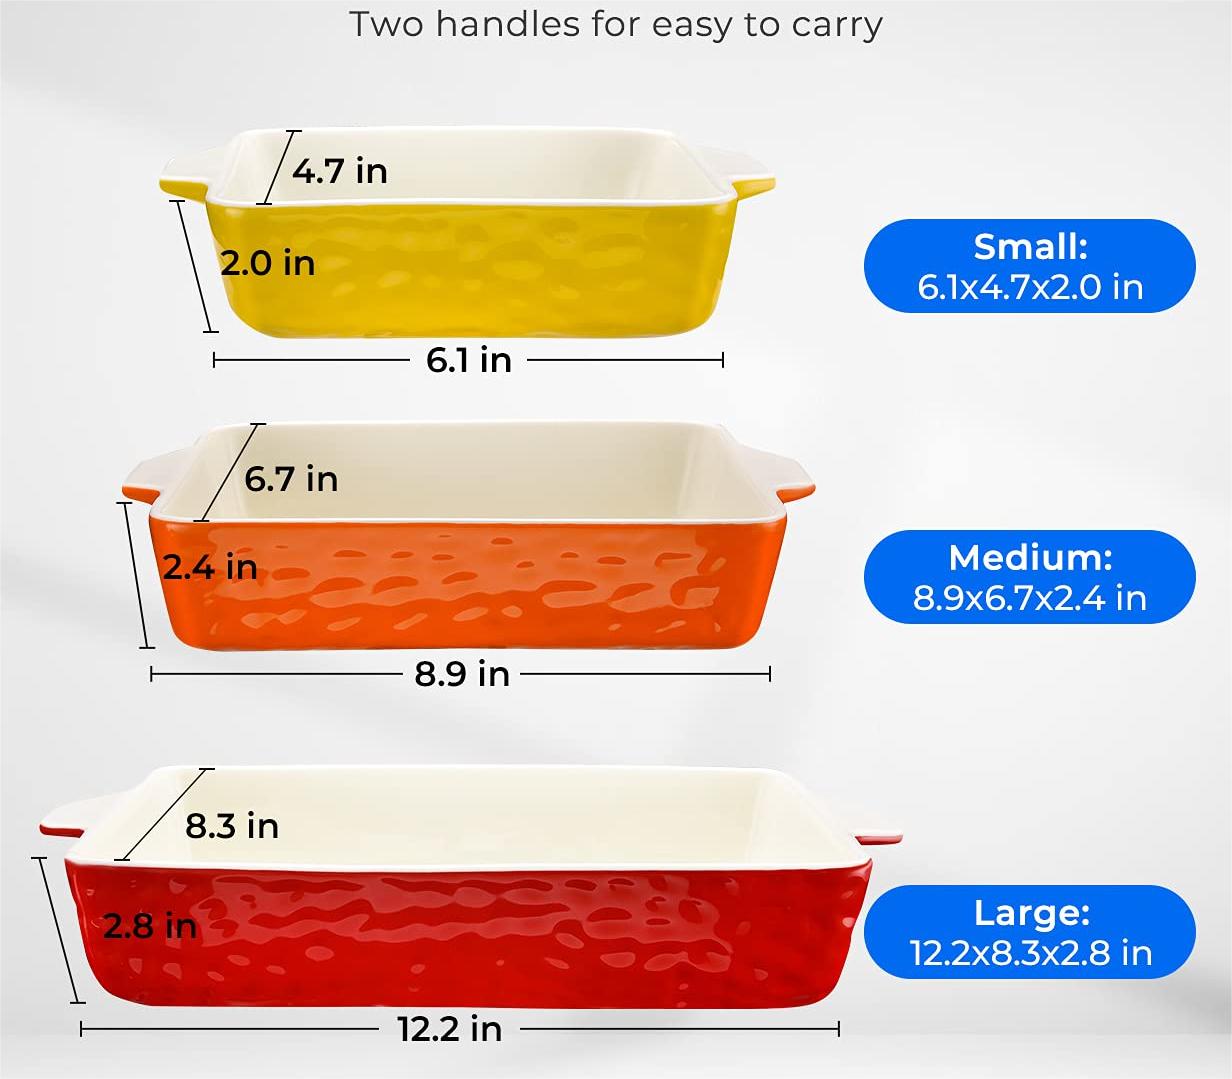 Two handles for easy to carry
4.7 in
2.0 in
6.1 in
Small:
6.1x4.7x2.0 in
6.7 in
2.4 in
8.9 in
Medium:
8.9x6.7x2.4 in
8.3 in
2.8 in
12.2 in
Large:
12.2x8.3x2.8 in